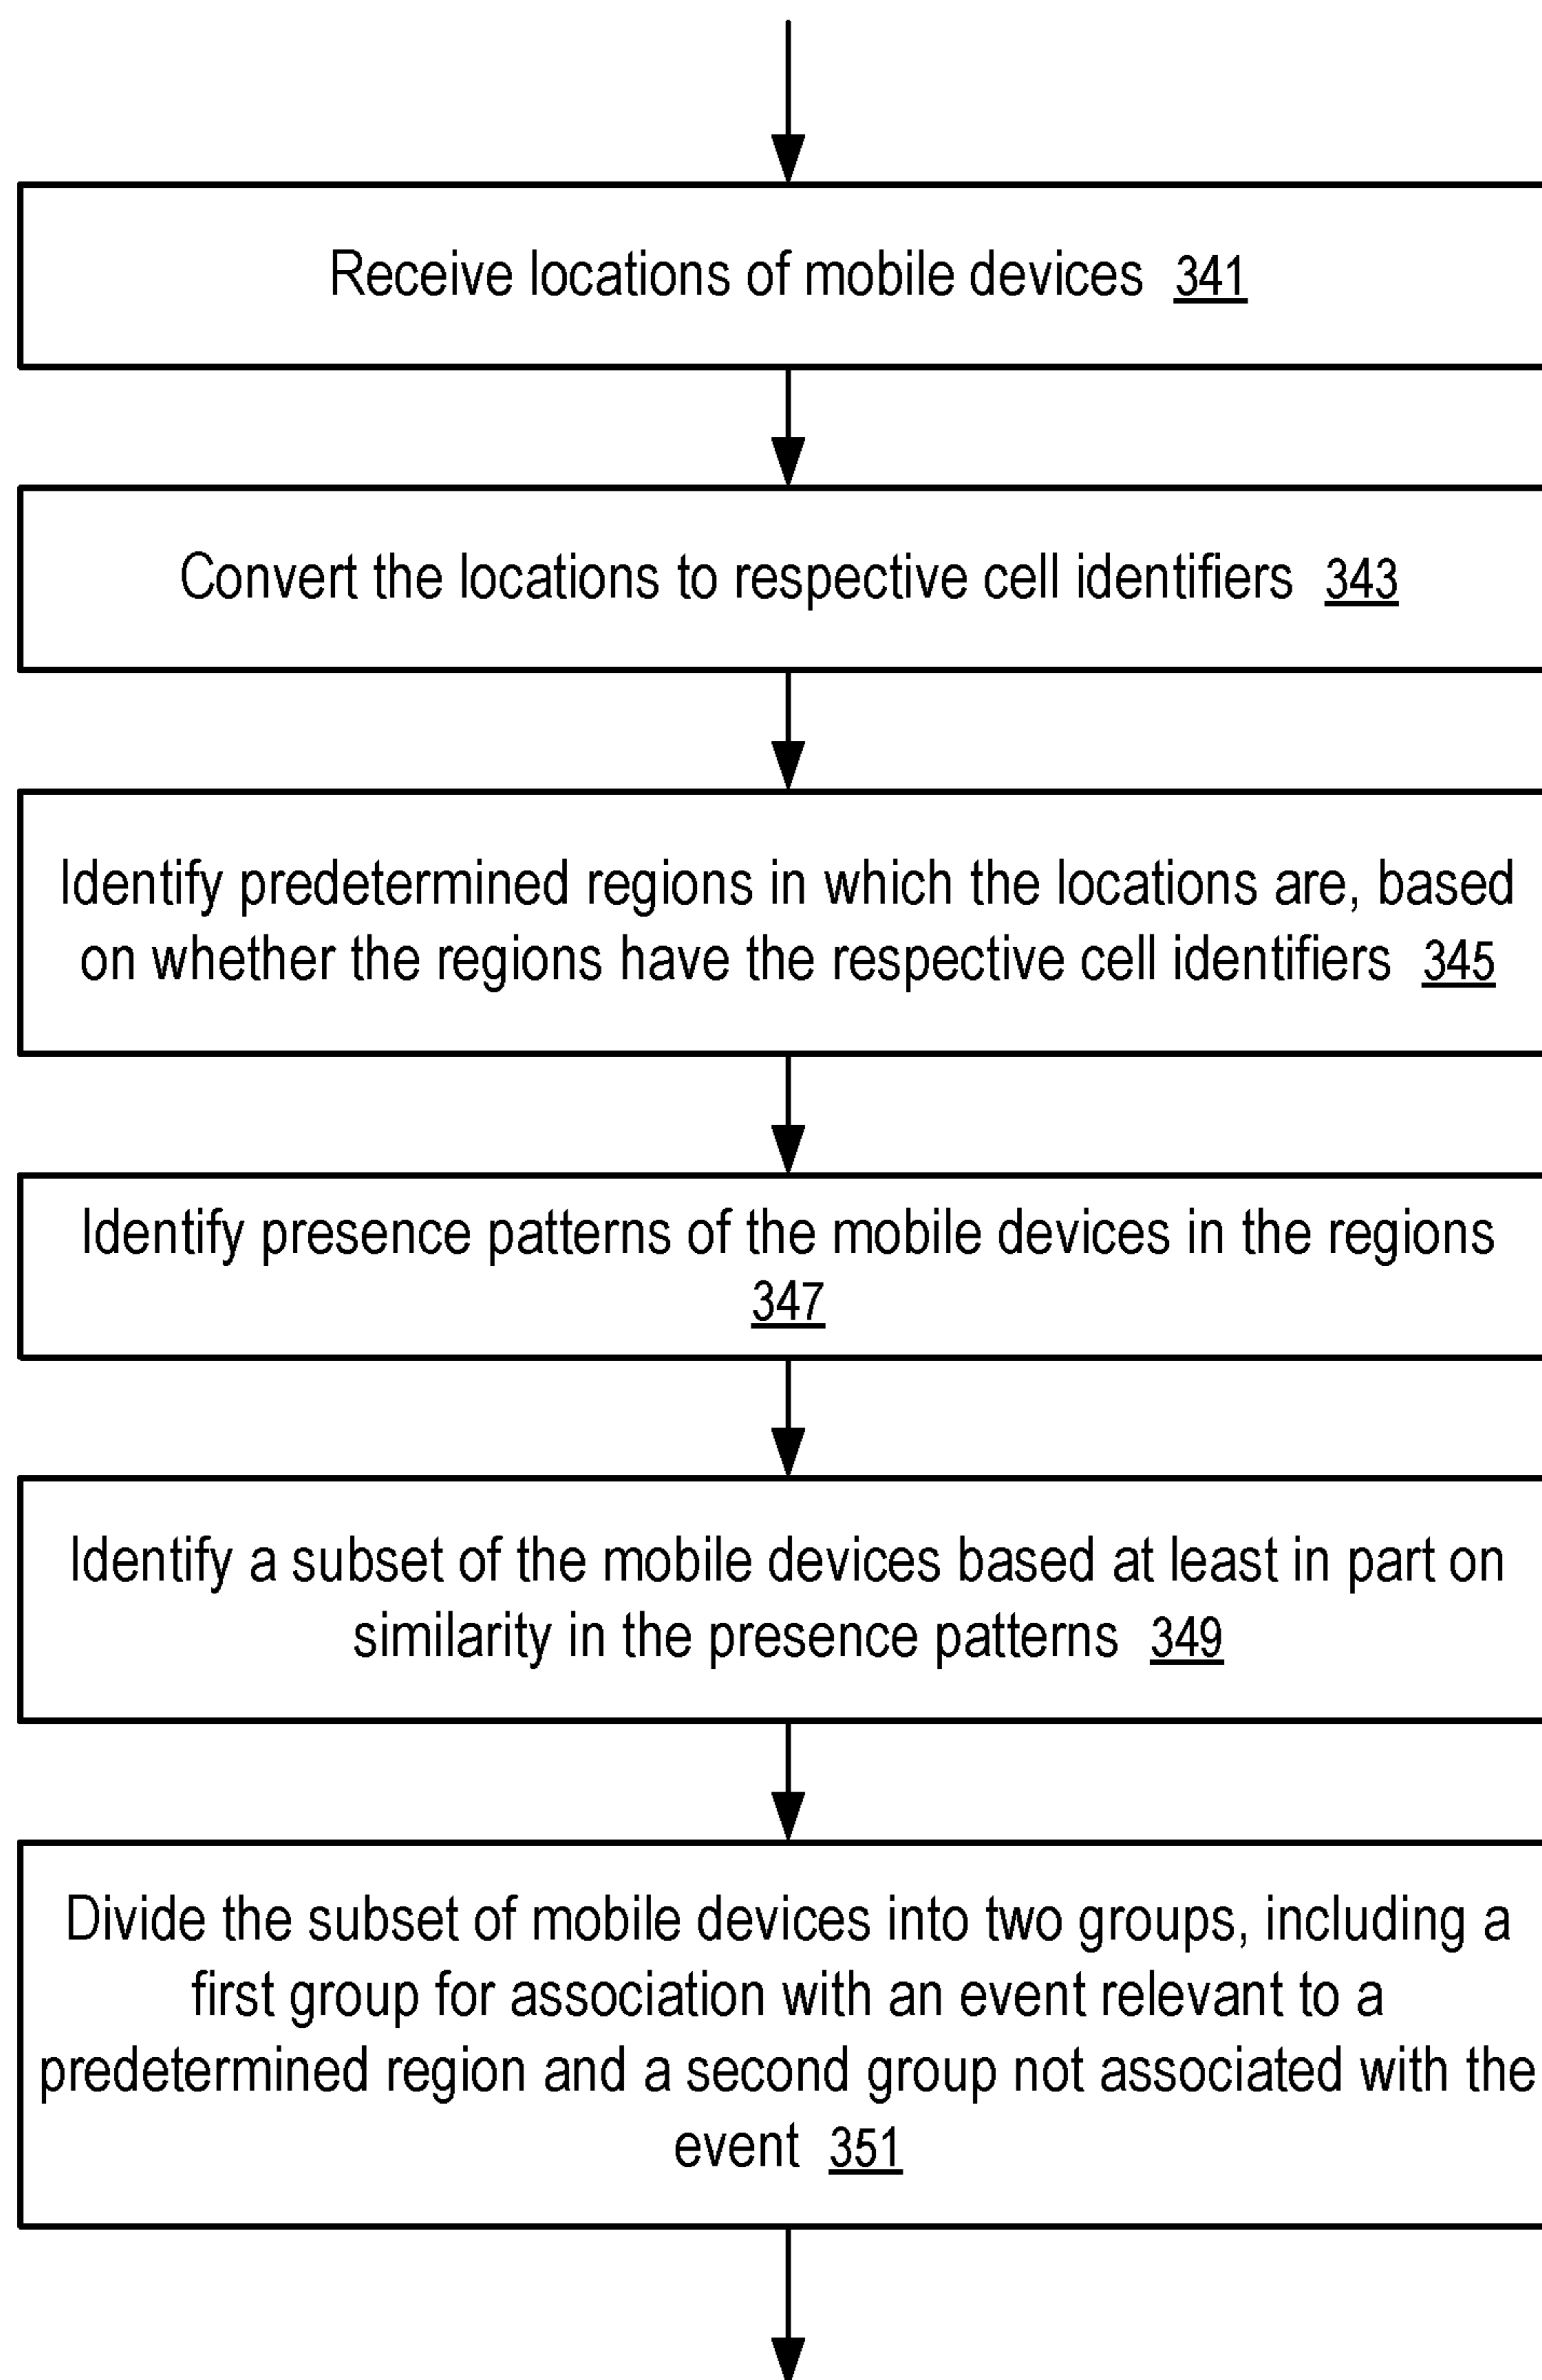 Receive locations of mobile devices 341
Convert the locations to respective cell identifiers 343
Identify predetermined regions in which the locations are, based
on whether the regions have the respective cell identifiers 345
Identify presence patterns of the mobile devices in the regions
347
Identify a subset of the mobile devices based at least in part on
similarity in the presence patterns 349
Divide the subset of mobile devices into two groups, including a
first group for association with an event relevant to a
predetermined region and a second group not associated with the
event 351